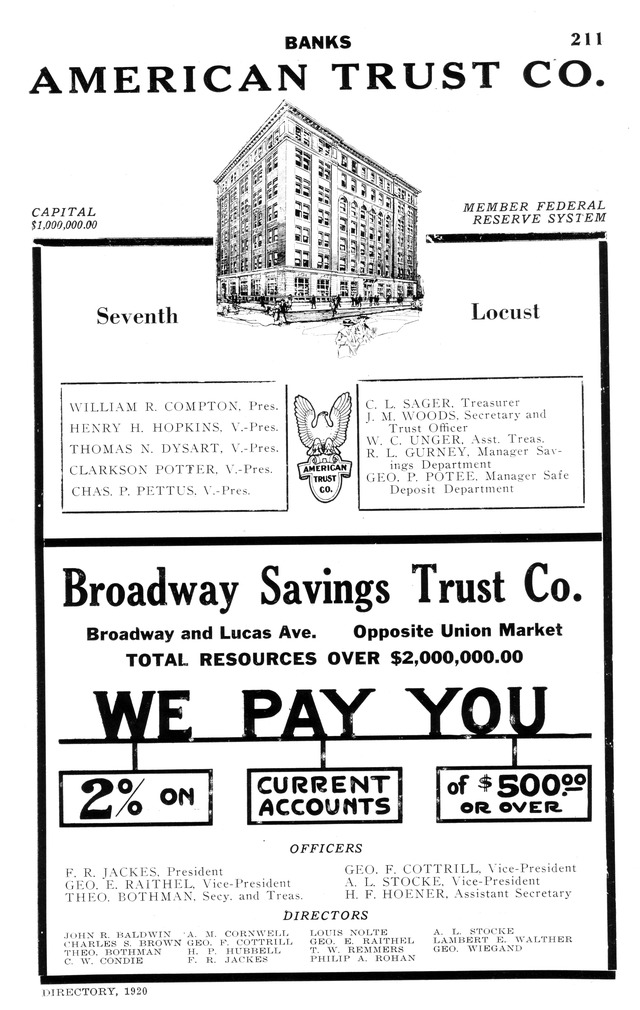 BANKS
211
AMERICAN TRUST CO.
CAPITAL
$1,000,000.00
MEMBER FEDERAL
RESERVE SYSTEM
Seventh
Locust
WILLIAM R. COMPTON, Pres.
HENRY H. HOPKINS, V.-Pres.
THOMAS N. DYSART, V.-Pres.
CLARKSON POTTER, V.-Pres.
CHAS. P. PETTUS, V.-Pres.
AMERICAN
TRUST
CO.
C. L. SAGER, Treasurer
J. M. WOODS, Secretary and
Trust Officer
W. C. UNGER, Asst. Treas.
R. L. GURNEY, Manager Sav-
ings Department
GEO. P. POTEE, Manager Safe
Deposit Department
Broadway Savings Trust Co.
Broadway and Lucas Ave. Opposite Union Market
TOTAL RESOURCES OVER $2,000,000.00
WE PAY YOU
2% ON
CURRENT
ACCOUNTS
of $500.00
OR OVER
OFFICERS
F. R. JACKES, President
GEO. E. RAITHEL, Vice-President
THEO. BOTHMAN, Secy. and Treas.
GEO. F. COTTRILL, Vice-President
A. L. STOCKE, Vice-President
H. F. HOENER, Assistant Secretary
DIRECTORS
JOHN R. BALDWIN
CHARLES S. BROWN
THEO. BOTHMAN
C. W. CONDIE
A. M. CORNWELL
GEO. F. COTTRILL
H. P. HUBBELL
F. R. JACKES
LOUIS NOLTE
GEO. E. RAITHEL
T. W. REMMERS
PHILIP A. ROHAN
A. L. STOCKE
LAMBERT E. WALTHER
GEO. WIEGAND
DIRECTORY, 1920